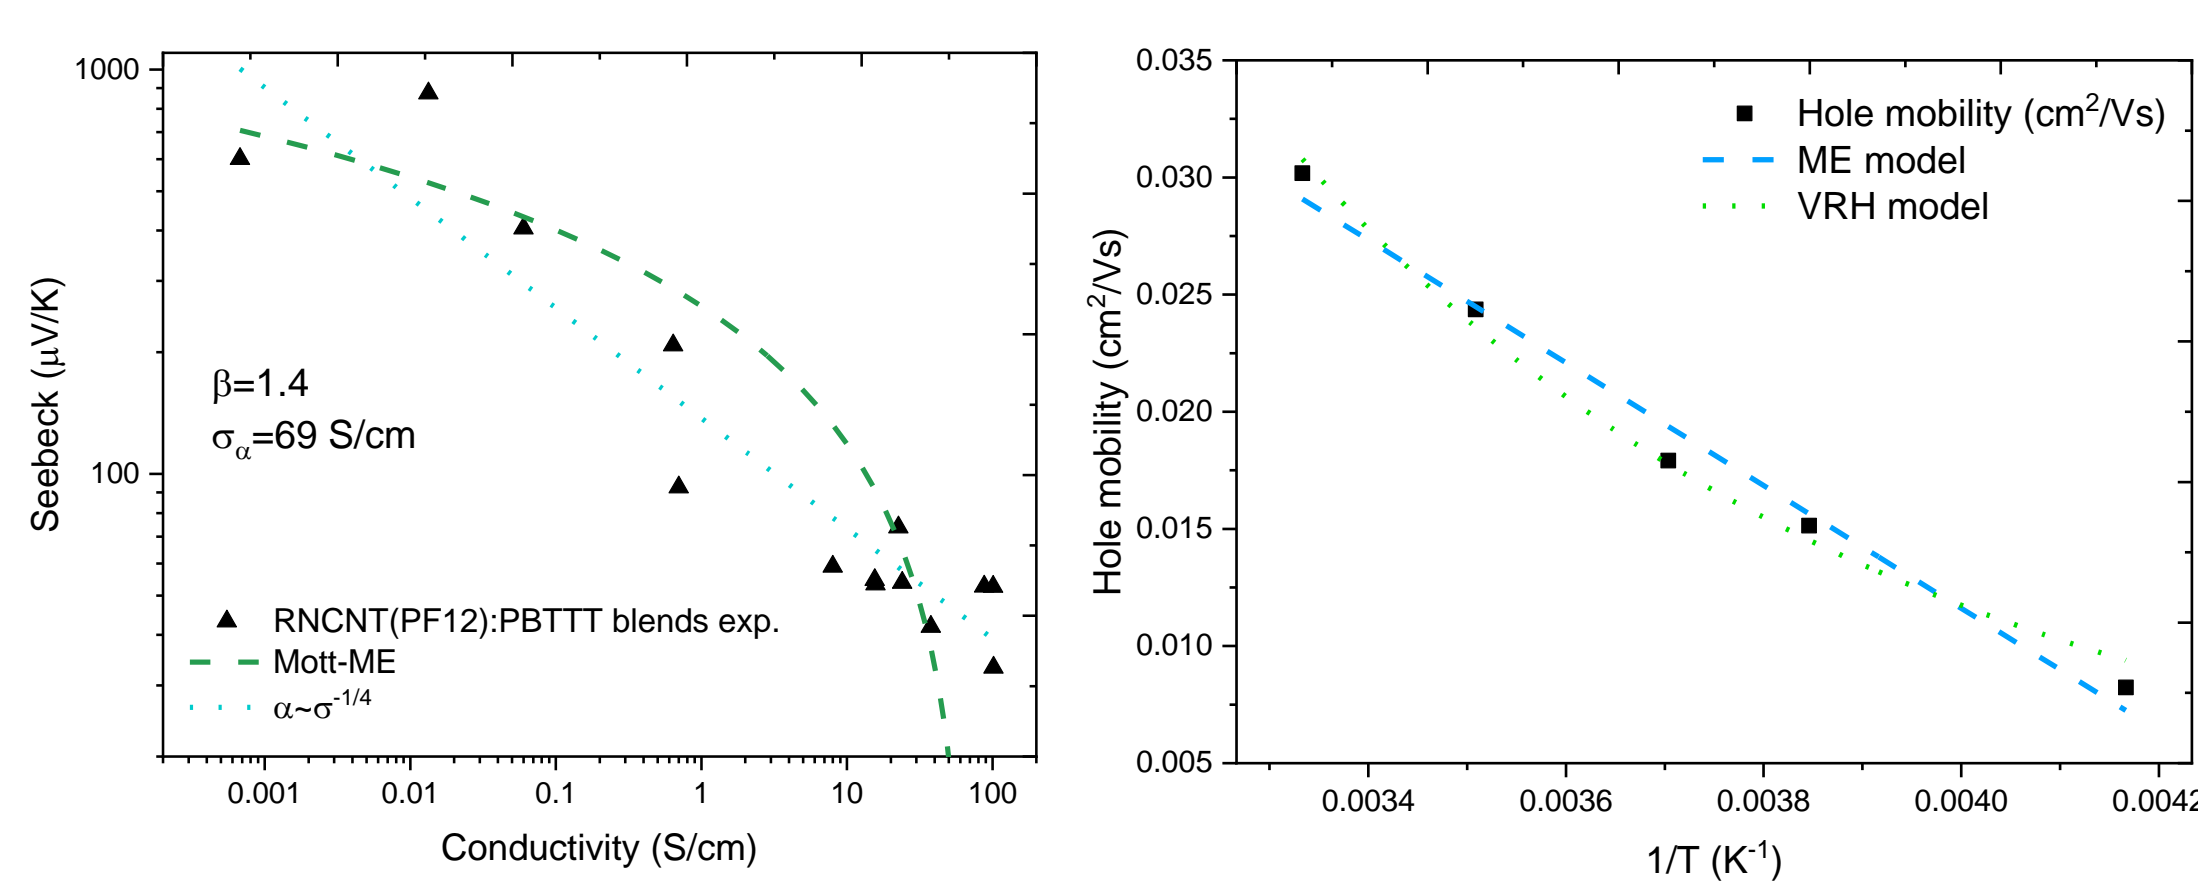 1000
100
Seebeck (μV/K)
β=1.4
σα=69 S/cm
RNCNT(PF12):PBTTT blends exp.
Mott-ME
α~σ-1/4
0.001 0.01 0.1 1 10 100
Conductivity (S/cm)
0.035
0.030
0.025
0.020
0.015
0.010
0.005
Hole mobility (cm2/Vs)
Hole mobility (cm2/Vs)
ME model
VRH model
0.0034 0.0036 0.0038 0.0040 0.0042
1/T (K-1)